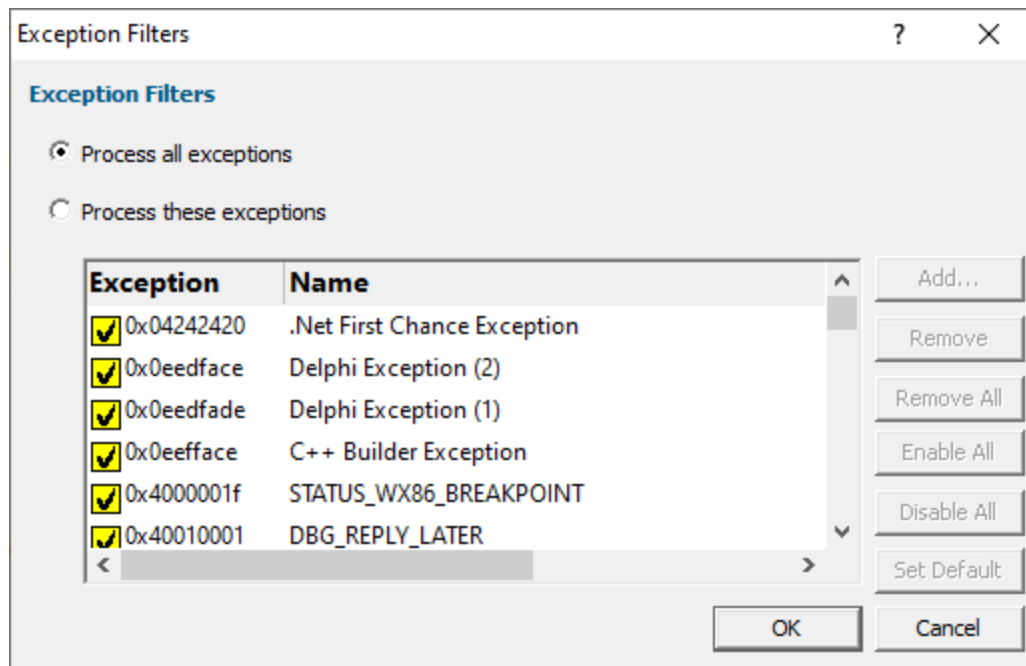 Exception Filters ?
Exception Filters
Process all exceptions
Process these exceptions
Exception Name
0x04242420 .Net First Chance Exception
0x0eedface Delphi Exception (2)
0x0eedfade Delphi Exception (1)
0x0eefface C++ Builder Exception
0x4000001f STATUS_WX86_BREAKPOINT
0x40010001 DBG_REPLY_LATER
Add...
Remove
Remove All
Enable All
Disable All
Set Default
OK Cancel